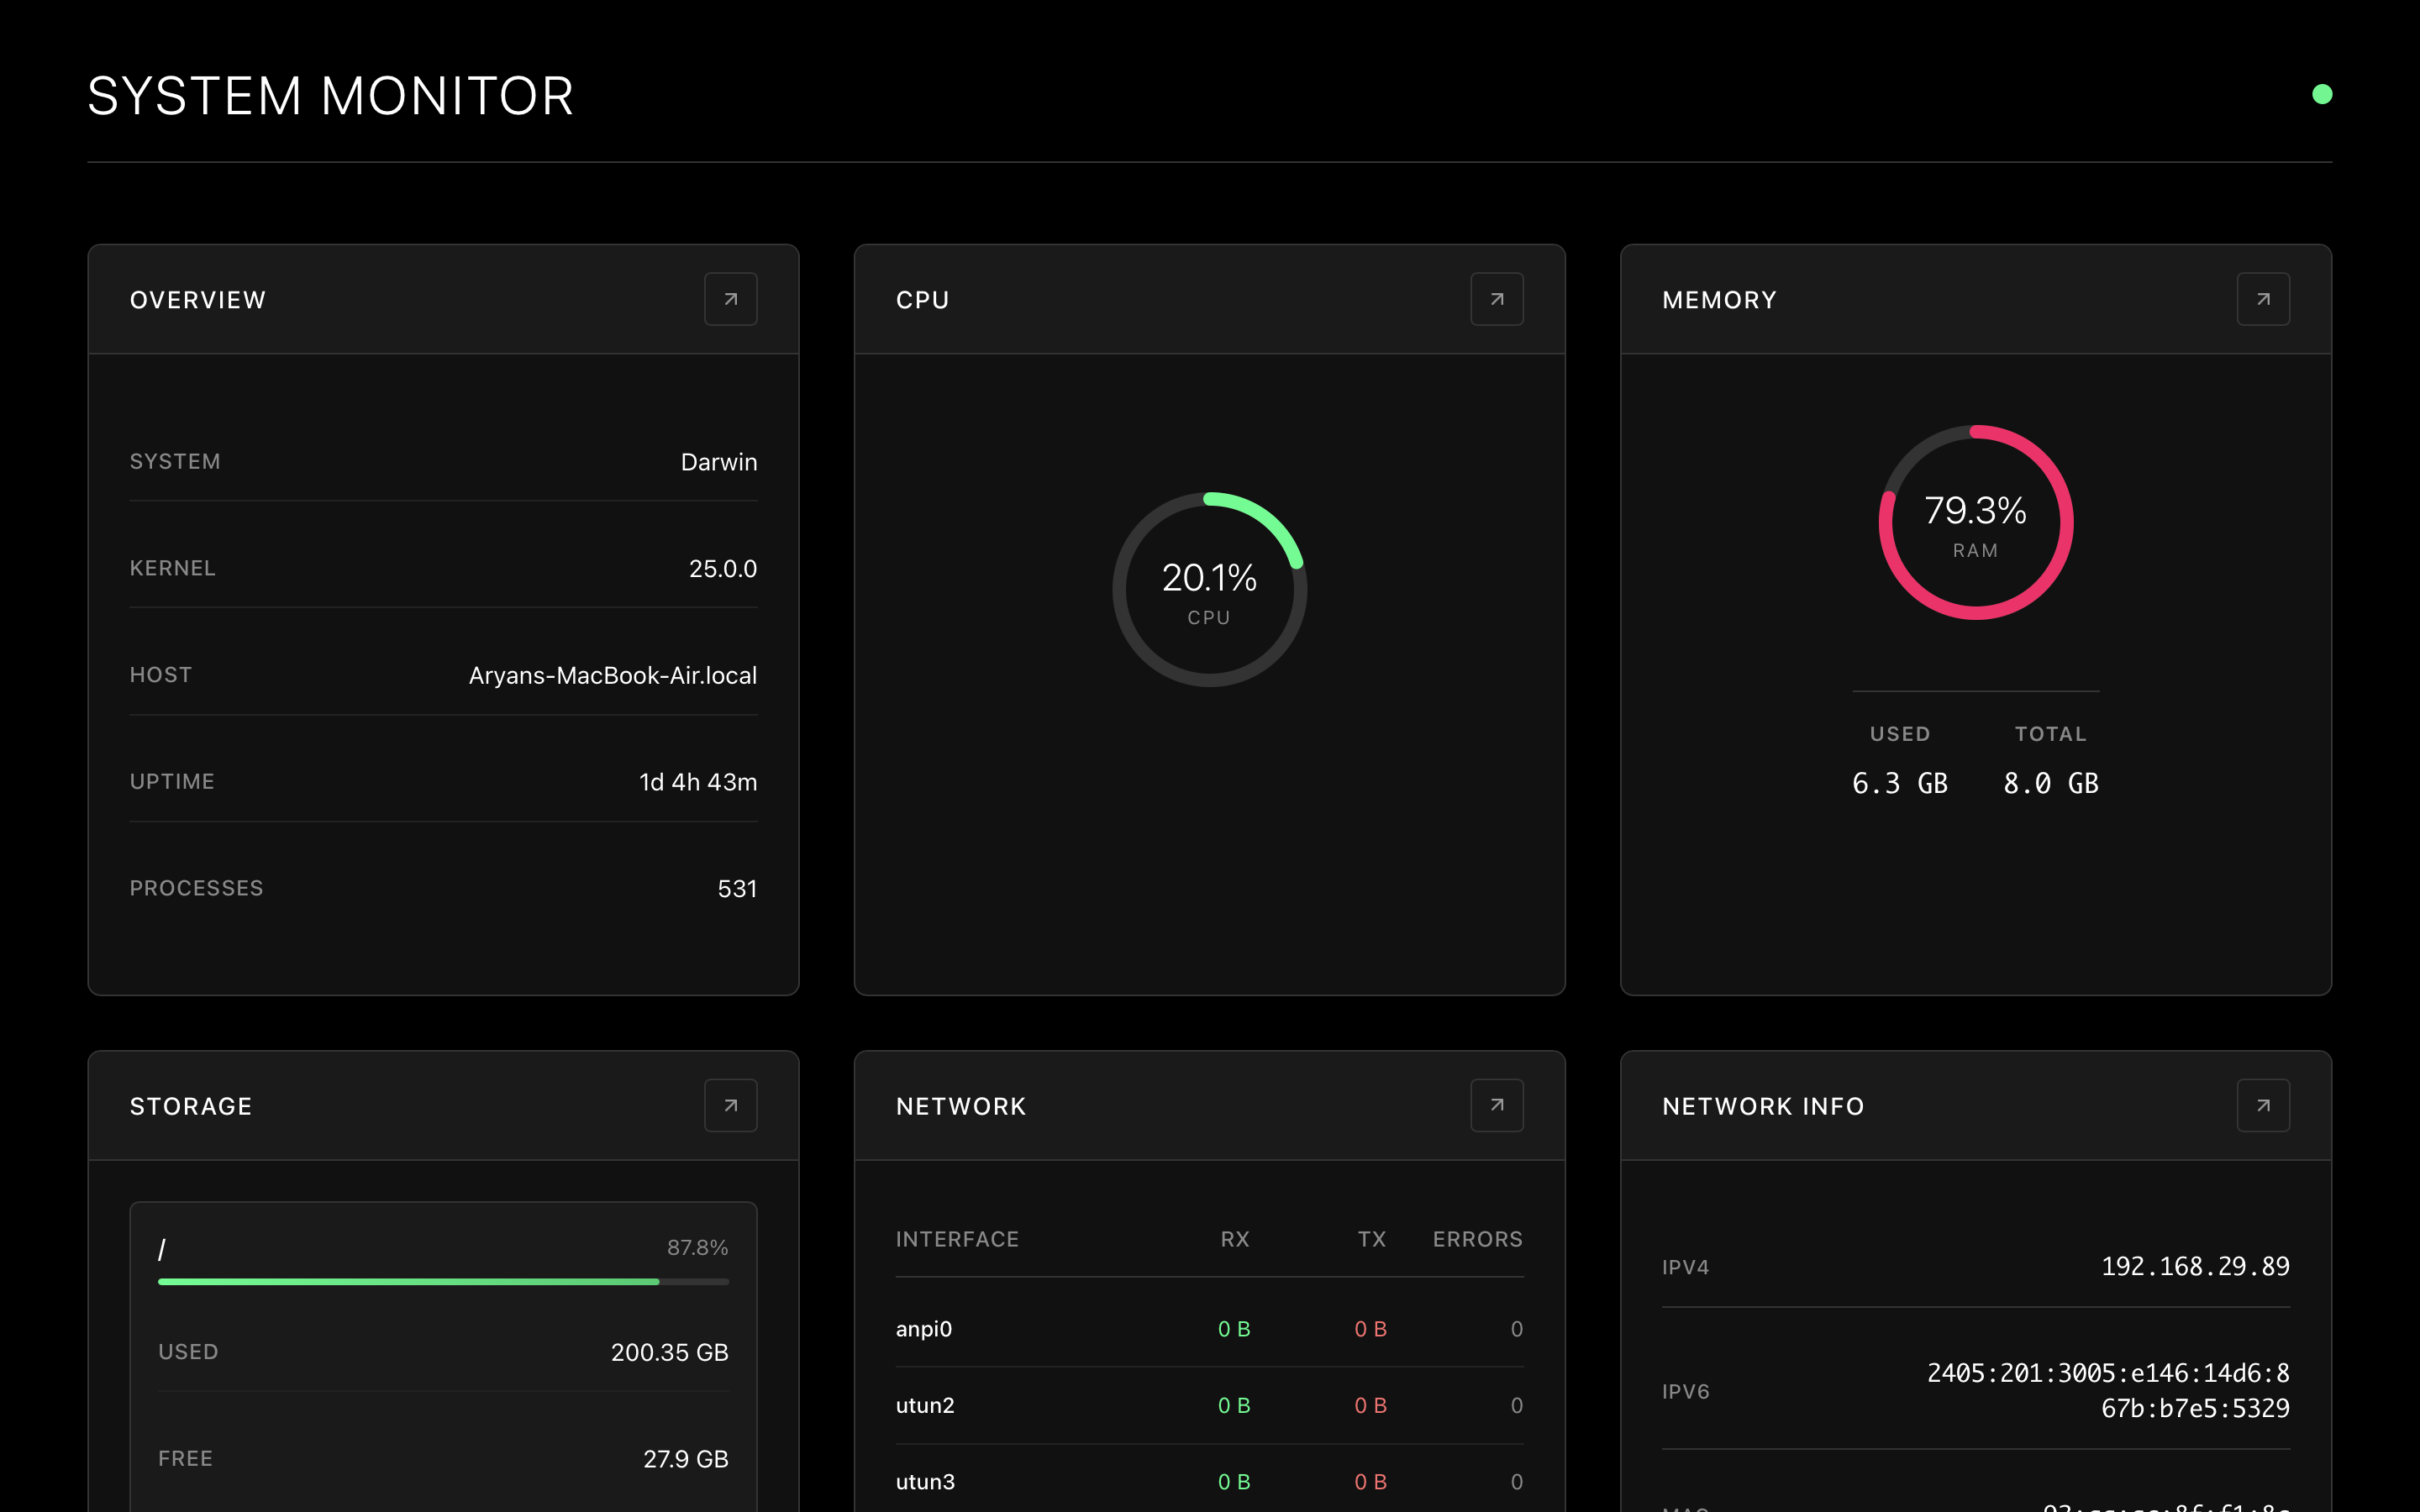 SYSTEM MONITOR
OVERVIEW
SYSTEM Darwin
KERNEL 25.0.0
HOST Aryans-MacBook-Air.local
UPTIME 1d 4h 43m
PROCESSES 531
CPU
20.1%
CPU
MEMORY
79.3%
RAM
USED TOTAL
6.3 GB 8.0 GB
STORAGE
/ 87.8%
USED 200.35 GB
FREE 27.9 GB
NETWORK
INTERFACE RX TX ERRORS
anpi0 0 B 0 B 0
utun2 0 B 0 B 0
utun3 0 B 0 B 0
NETWORK INFO
IPV4 192.168.29.89
IPV6 2405:201:3005:e146:14d6:8
67b:b7e5:5329